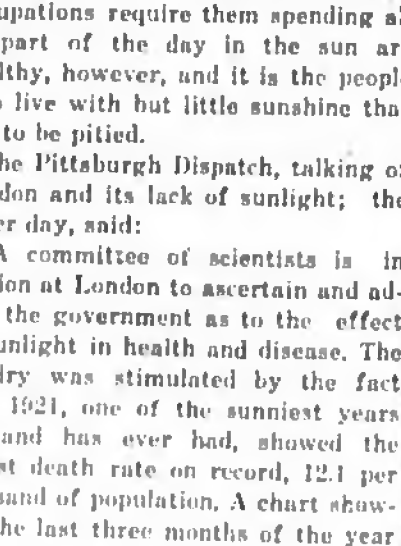 upations require them spending a
part of the day in the sun ar
lthy, however, and it is the peopl
live with but little sunshine tha
to be pitied.
he Pittsburgh Dispatch, talking o
don and its lack of sunlight; the
er day, said:
A committee of scientists is in
ion at London to ascertain and ad-
the government as to the effect
unlight in health and disease. The
iry was stimulated by the fact
1921, one of the sunniest years
and has ever had, showed the
st death rate on record, 12.1 per
sand of population. A chart show-
he last three months of the year